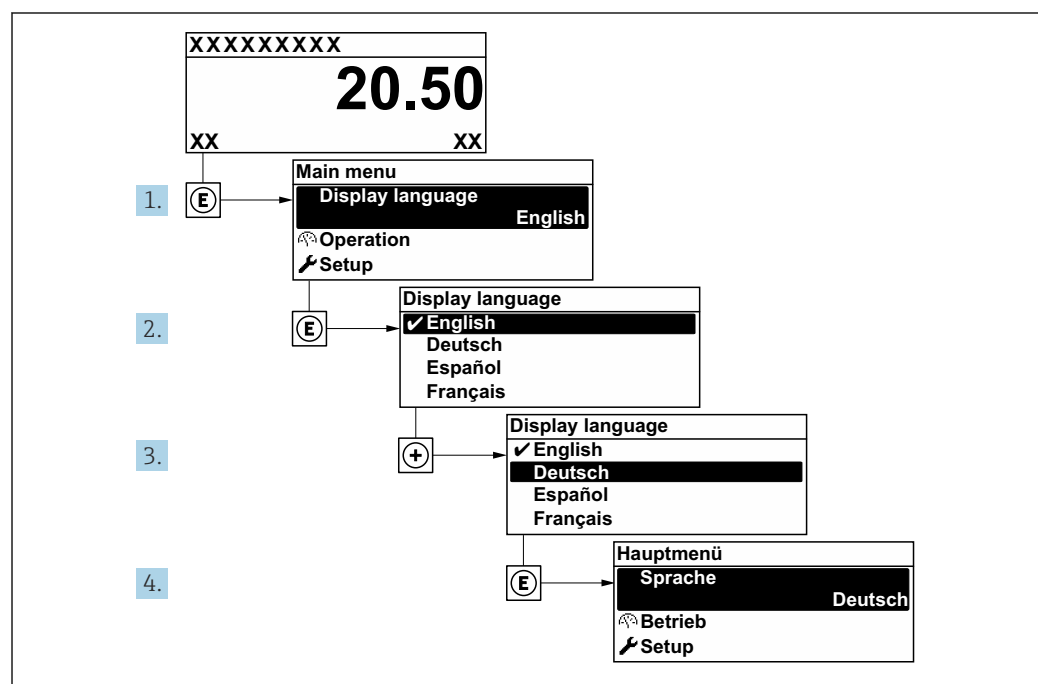 XXXXXXXXX
20.50
XX XX
1. E
Main menu
Display language
English
Operation
Setup
2. E
Display language
✔ English
Deutsch
Español
Français
3. +
Display language
✔ English
Deutsch
Español
Français
4. E
Hauptmenü
Sprache
Deutsch
Betrieb
Setup